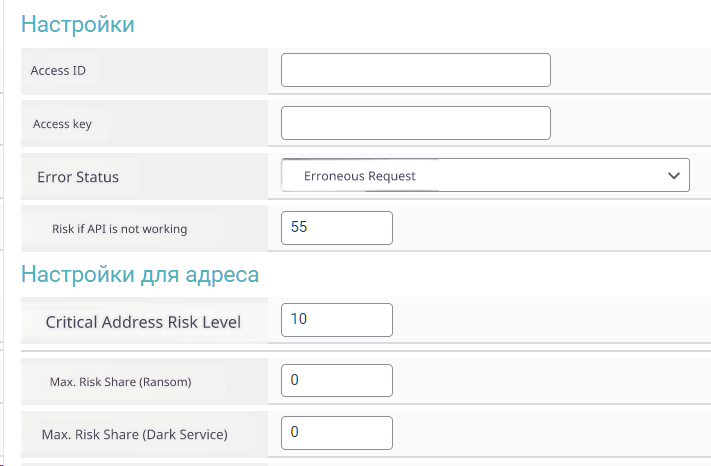 Настройки
Access ID
Access key
Error Status
Erroneous Request
Risk if API is not working
55
Настройки для адреса
Critical Address Risk Level
10
Max. Risk Share (Ransom)
0
Max. Risk Share (Dark Service)
0